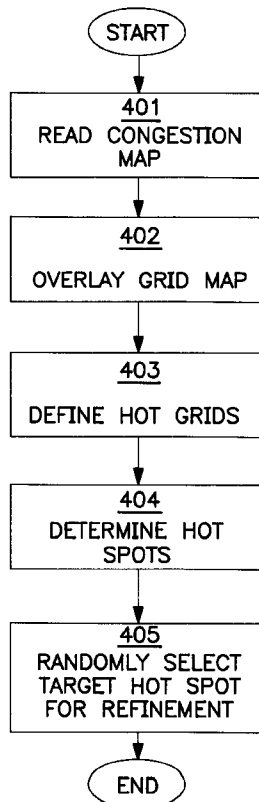 START
401
READ CONGESTION
MAP
402
OVERLAY GRID MAP
403
DEFINE HOT GRIDS
404
DETERMINE HOT
SPOTS
405
RANDOMLY SELECT
TARGET HOT SPOT
FOR REFINEMENT
END